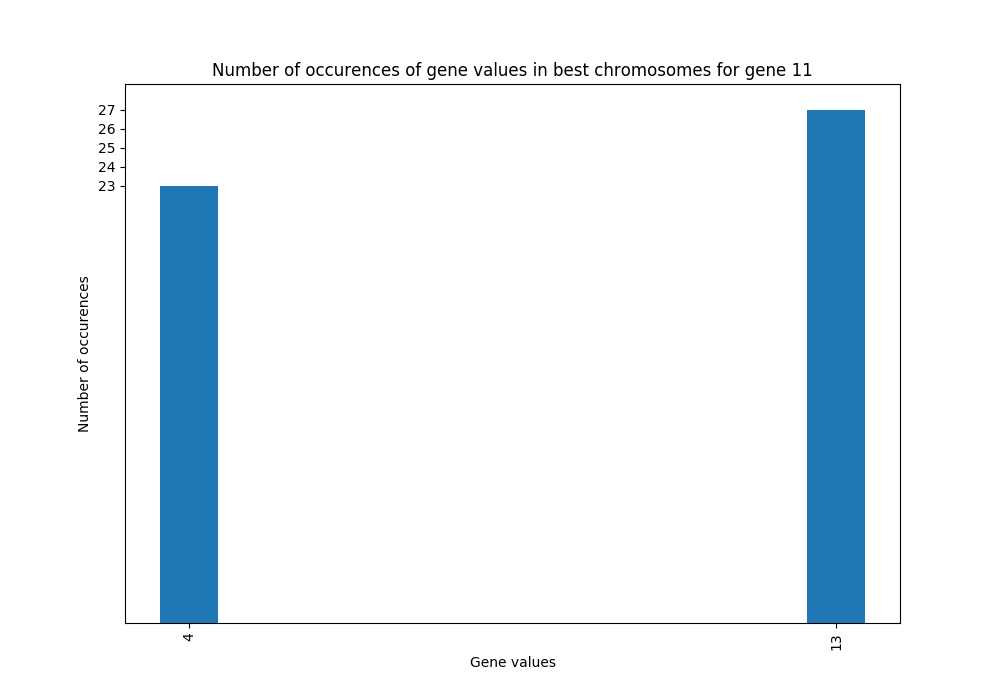 Number of occurences of gene values in best chromosomes for gene 11
27
26
25
24
23
Number of occurences
4
13
Gene values